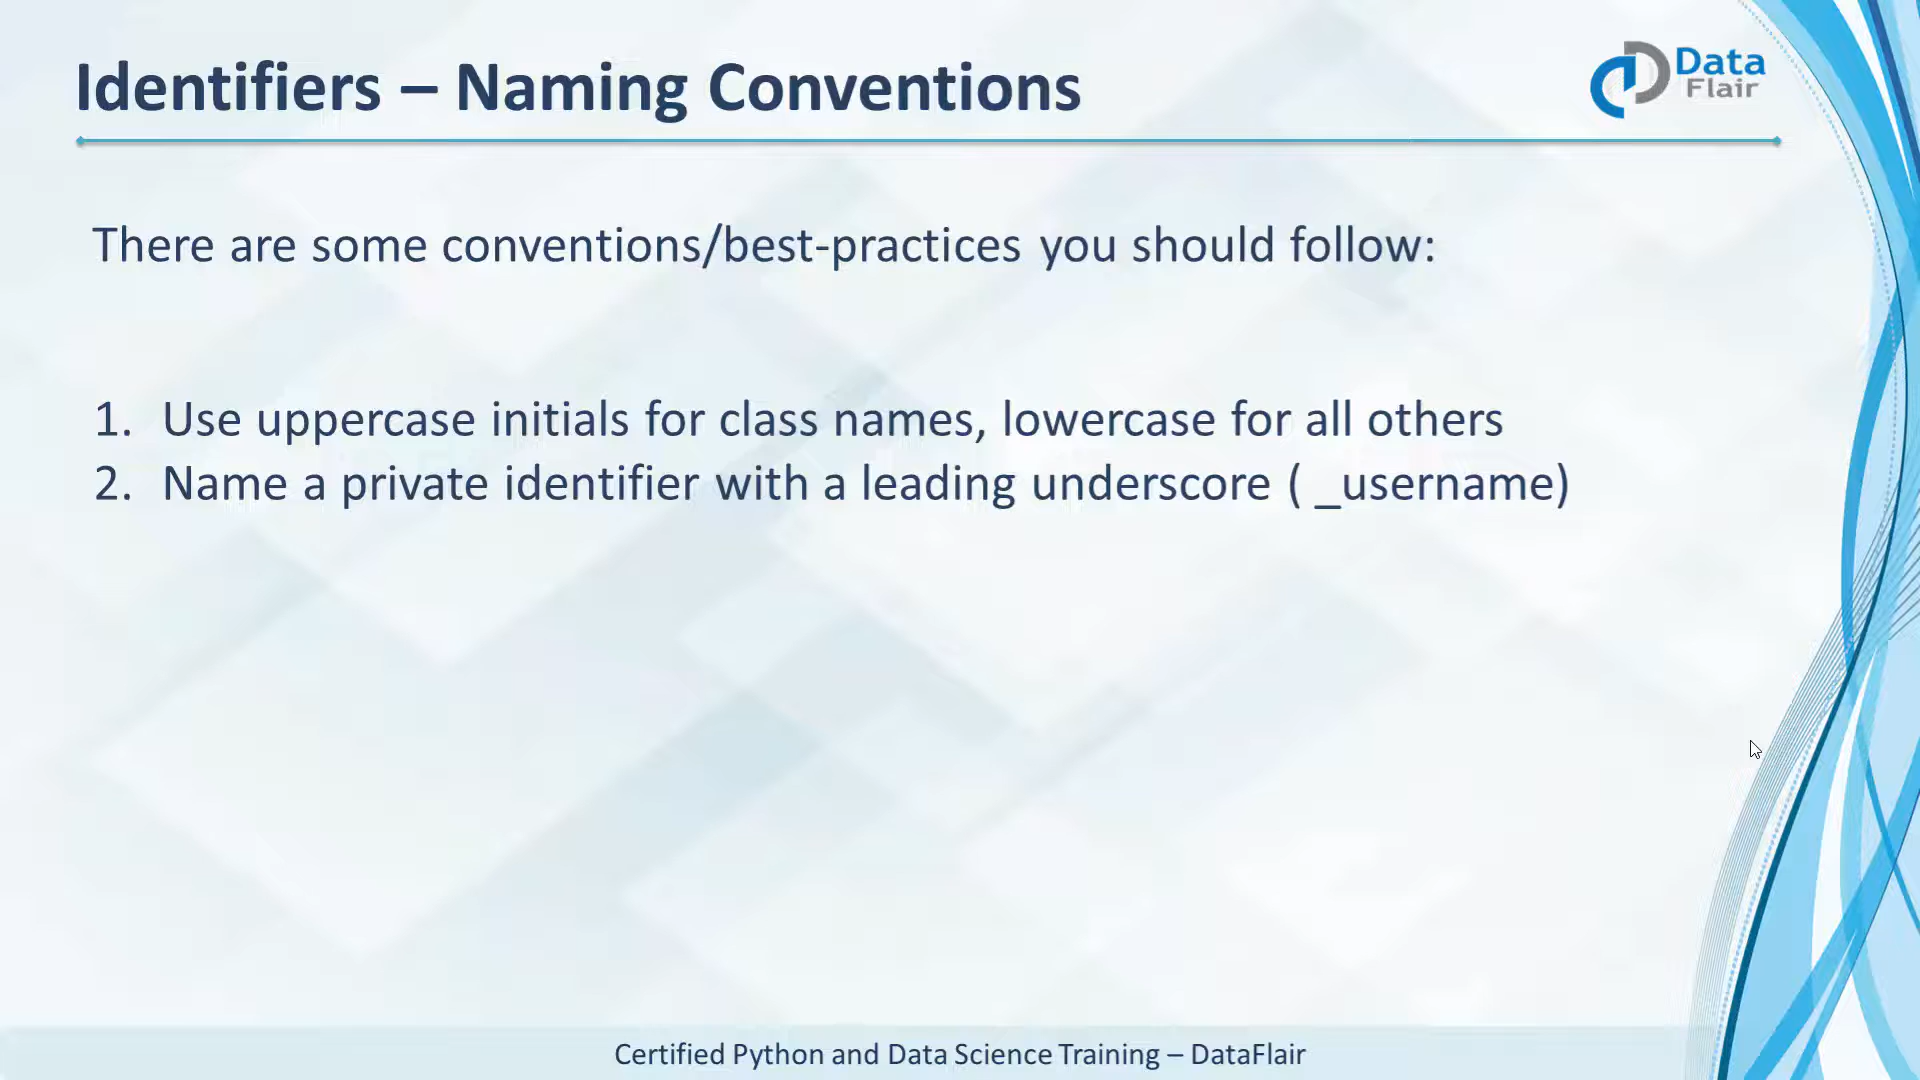 Identifiers – Naming Conventions
Data
Flair
There are some conventions/best-practices you should follow:
1. Use uppercase initials for class names, lowercase for all others
2. Name a private identifier with a leading underscore ( _username)
Certified Python and Data Science Training – DataFlair